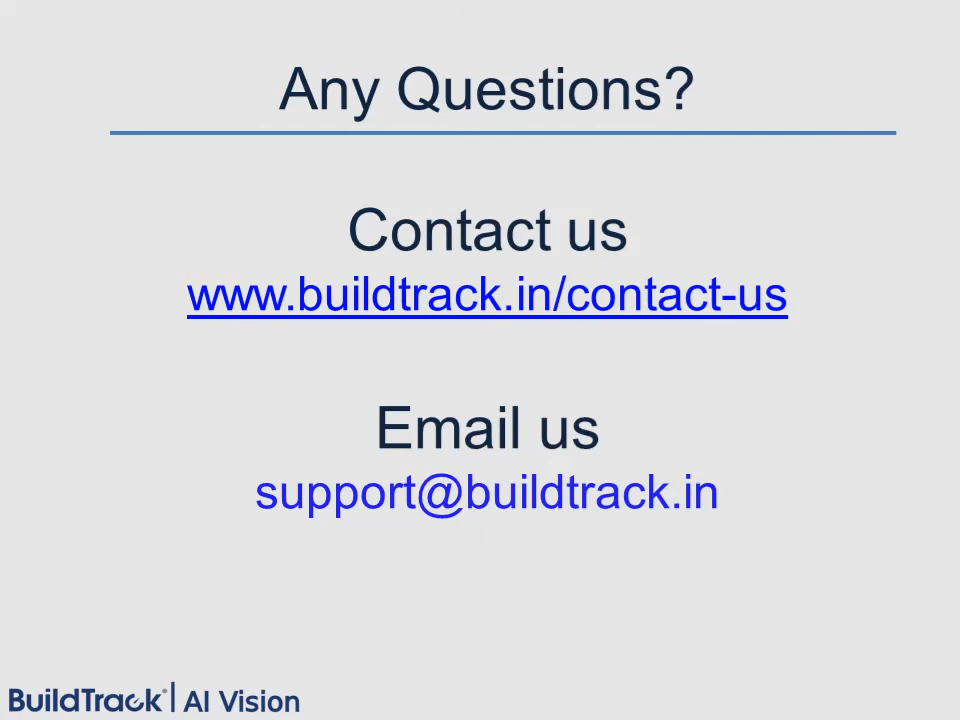 Any Questions?
Contact us
www.buildtrack.in/contact-us
Email us
support@buildtrack.in
BuildTrack® | AI Vision